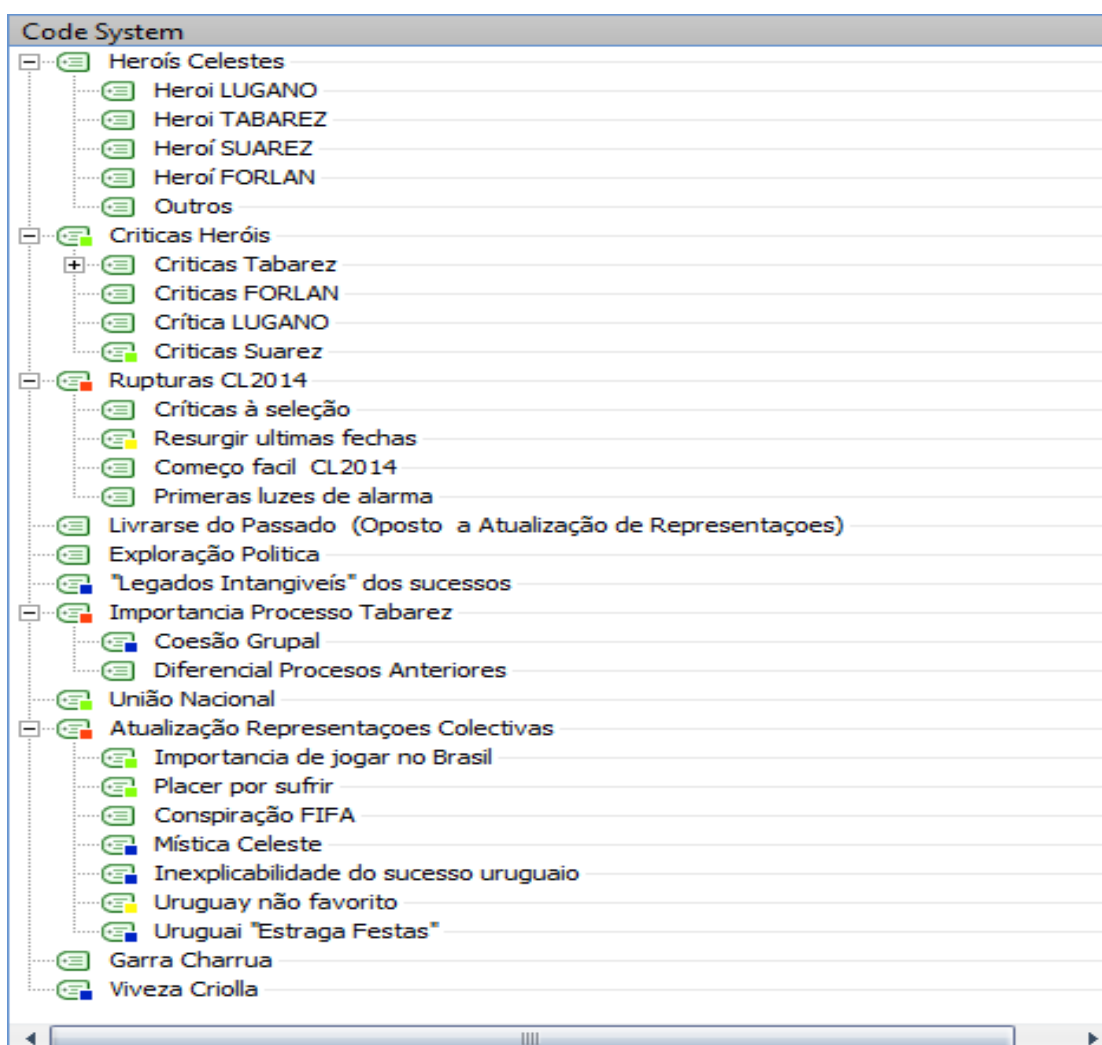 Code System
Heroís Celestes
Heroi LUGANO
Heroi TABAREZ
Heroí SUAREZ
Heroí FORLAN
Outros
Criticas Heróis
Criticas Tabarez
Criticas FORLAN
Crítica LUGANO
Criticas Suarez
Rupturas CL2014
Críticas à seleção
Resurgir ultimas fechas
Começo facil CL2014
Primeras luzes de alarma
Livrarse do Passado (Oposto a Atualização de Representaçoes)
Exploração Politica
"Legados Intangiveís" dos sucessos
Importancia Processo Tabarez
Coesão Grupal
Diferencial Procesos Anteriores
União Nacional
Atualização Representaçoes Colectivas
Importancia de jogar no Brasil
Placer por sufrir
Conspiração FIFA
Mística Celeste
Inexplicabilidade do sucesso uruguaio
Uruguay não favorito
Uruguai "Estraga Festas"
Garra Charrua
Viveza Criolla